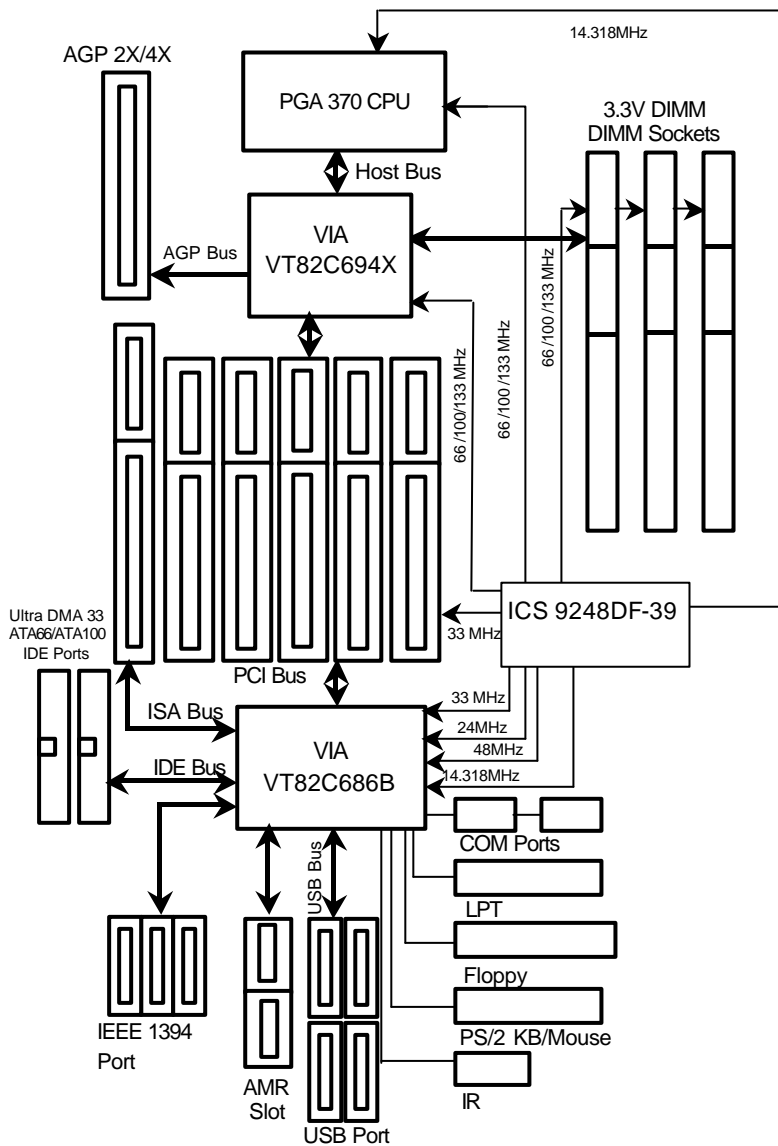 14.318MHz
AGP 2X/4X
PGA 370 CPU
3.3V DIMM
DIMM Sockets
Host Bus
VIA
VT82C694X
AGP Bus
66/100/133 MHz
66 /100 /133 MHz
66/100/133 MHz
ICS 9248DF-39
33 MHz
Ultra DMA 33
ATA66/ATA100
IDE Ports
PCI Bus
ISA Bus
33 MHz
24MHz
48MHz
14.318MHz
VIA
VT82C686B
IDE Bus
COM Ports
USB Bus
LPT
Floppy
IEEE 1394
Port
PS/2 KB/Mouse
AMR
Slot
IR
USB Port